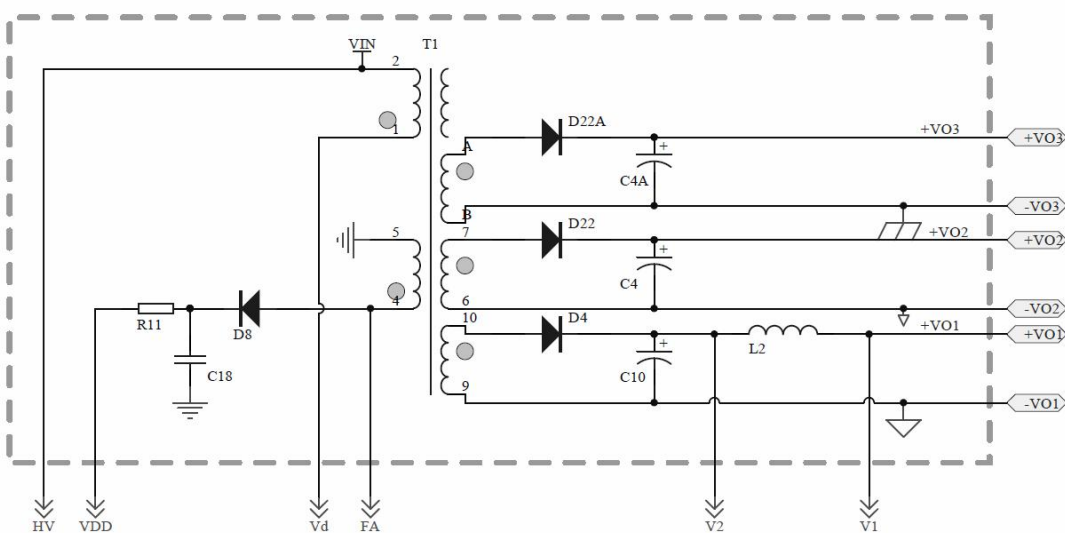 VIN
T1
2
1
D22A
+VO3
+VO3
A
+
C4A
B
-VO3
D22
5
7
+VO2
+VO2
+
C4
4
6
-VO2
R11
D8
10
D4
+VO1
+VO1
L2
+
C18
C10
9
-VO1
HV
VDD
Vd
FA
V2
V1